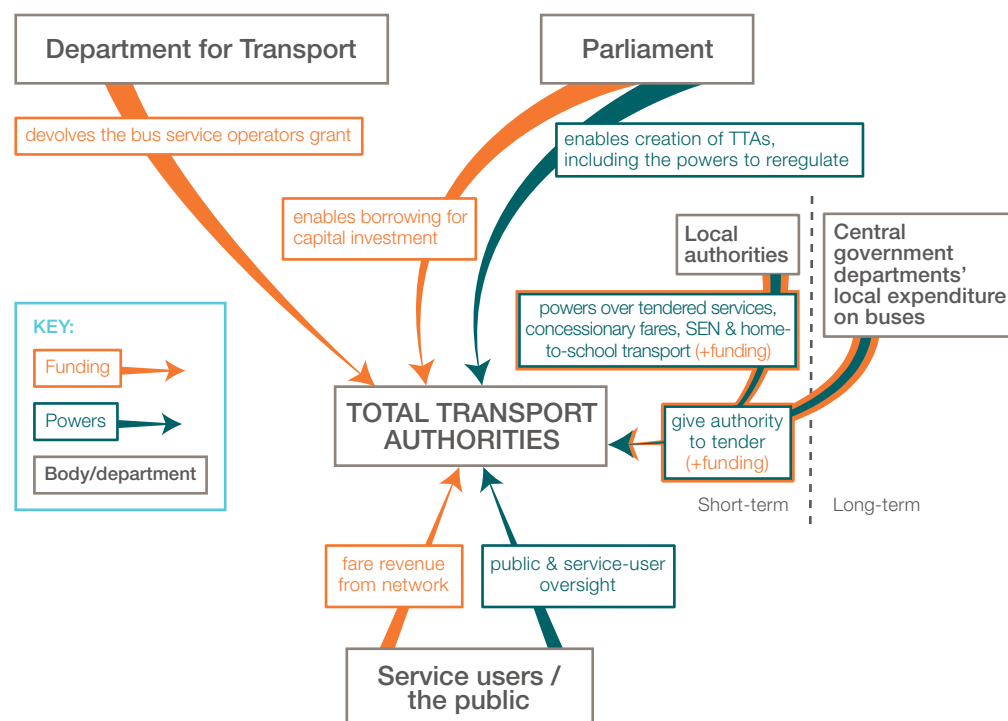 Department for Transport
Parliament
devolves the bus service operators grant
enables creation of TTAs,
including the powers to reregulate
enables borrowing for
capital investment
Local
authorities
Central
government
departments’
local expenditure
on buses
powers over tendered services,
concessionary fares, SEN & home-
to-school transport (+funding)
KEY:
Funding
Powers
Body/department
TOTAL TRANSPORT
AUTHORITIES
give authority
to tender
(+funding)
Short-term
Long-term
fare revenue
from network
public & service-user
oversight
Service users /
the public